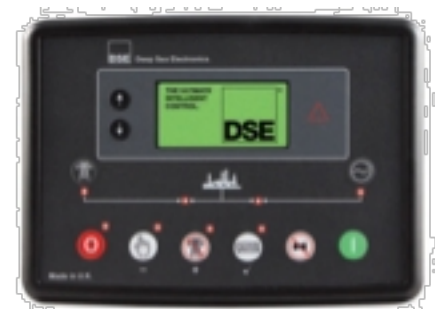 DSE Deep Sea Electronics
THE ULTIMATE
INTELLIGENT
CONTROL.
DSE
Made in U.K.